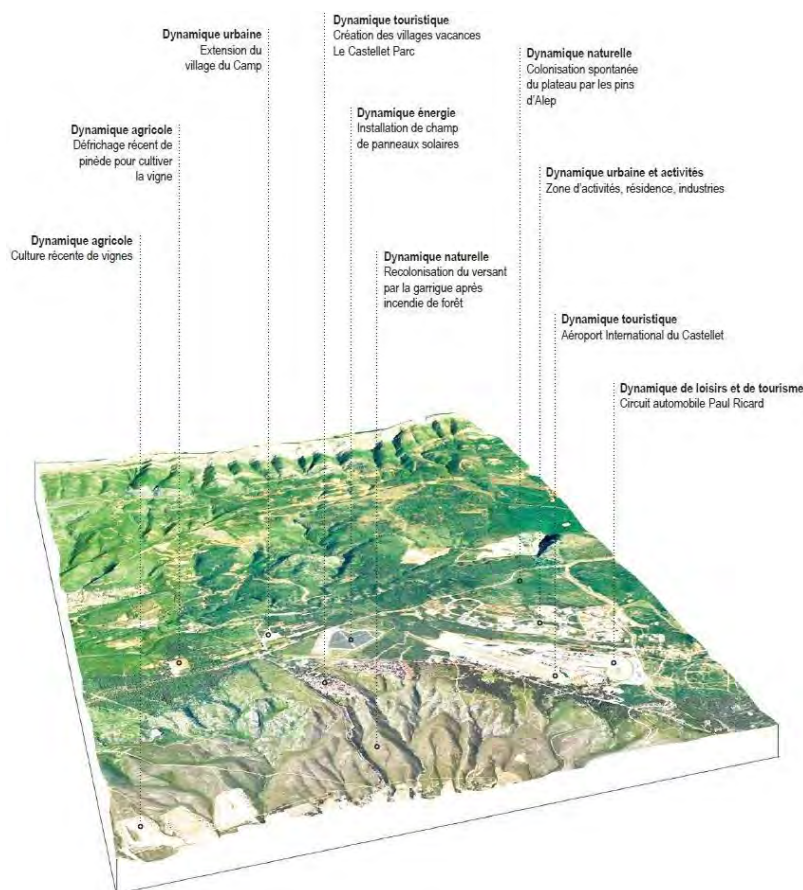 Dynamique touristique
Création des villages vacances
Le Castellet Parc
Dynamique urbaine
Extension du
village du Camp
Dynamique naturelle
Colonisation spontanée
du plateau par les pins
d'Alep
Dynamique énergie
Installation de champ
de panneaux solaires
Dynamique agricole
Défrichage récent de
pinède pour cultiver
la vigne
Dynamique urbaine et activités
Zone d'activités, résidence, industries
Dynamique agricole
Culture récente de vignes
Dynamique naturelle
Recolonisation du versant
par la garrigue après
incendie de forêt
Dynamique touristique
Aéroport International du Castellet
Dynamique de loisirs et de tourisme
Circuit automobile Paul Ricard